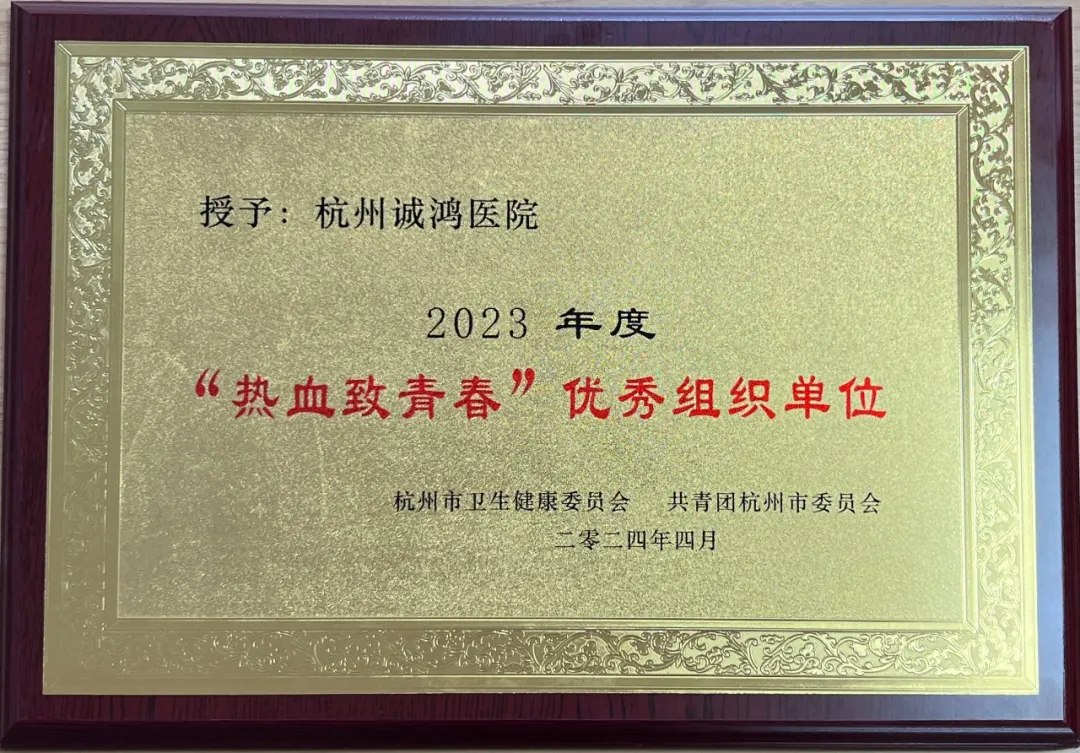 授予：杭州诚鸿医院
2023 年度
“热血致青春”优秀组织单位
杭州市卫生健康委员会 共青团杭州市委员会
二零二四年四月